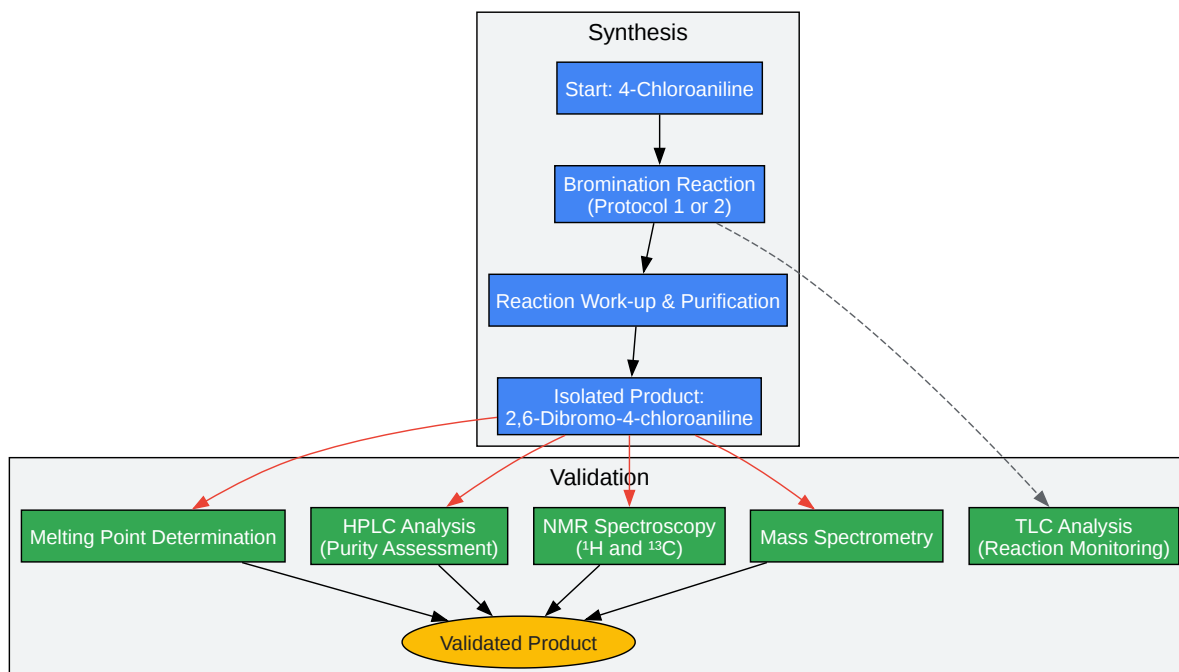 Synthesis
Start: 4-Chloroaniline
Bromination Reaction
(Protocol 1 or 2)
Reaction Work-up & Purification
Isolated Product:
2,6-Dibromo-4-chloroaniline
Validation
Melting Point Determination
HPLC Analysis
(Purity Assessment)
NMR Spectroscopy
(¹H and ¹³C)
Mass Spectrometry
TLC Analysis
(Reaction Monitoring)
Validated Product